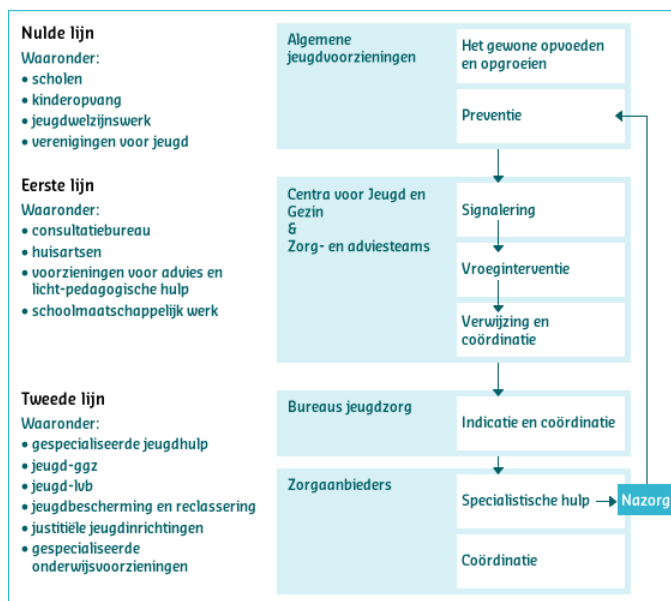 Nulde lijn
Waaronder:
• scholen
• kinderopvang
• jeugdwelzijnswerk
• verenigingen voor jeugd
Algemene
jeugdvoorzieningen
Het gewone opvoeden
en opgroeien
Preventie
Eerste lijn
Waaronder:
• consultatiebureau
• huisartsen
• voorzieningen voor advies en
licht-pedagogische hulp
• schoolmaatschappelijk werk
Centra voor Jeugd en
Gezin
&
Zorg- en adviesteams
Signalering
Vroeginterventie
Verwijzing en
coördinatie
Tweede lijn
Waaronder:
• gespecialiseerde jeugdhulp
• jeugd-ggz
• jeugd-lvb
• jeugdbescherming en reclassering
• justitiële jeugdinrichtingen
• gespecialiseerde
onderwijsvoorzieningen
Bureaus jeugdzorg
Indicatie en coördinatie
Zorgaanbieders
Specialistische hulp
Nazorg
Coördinatie